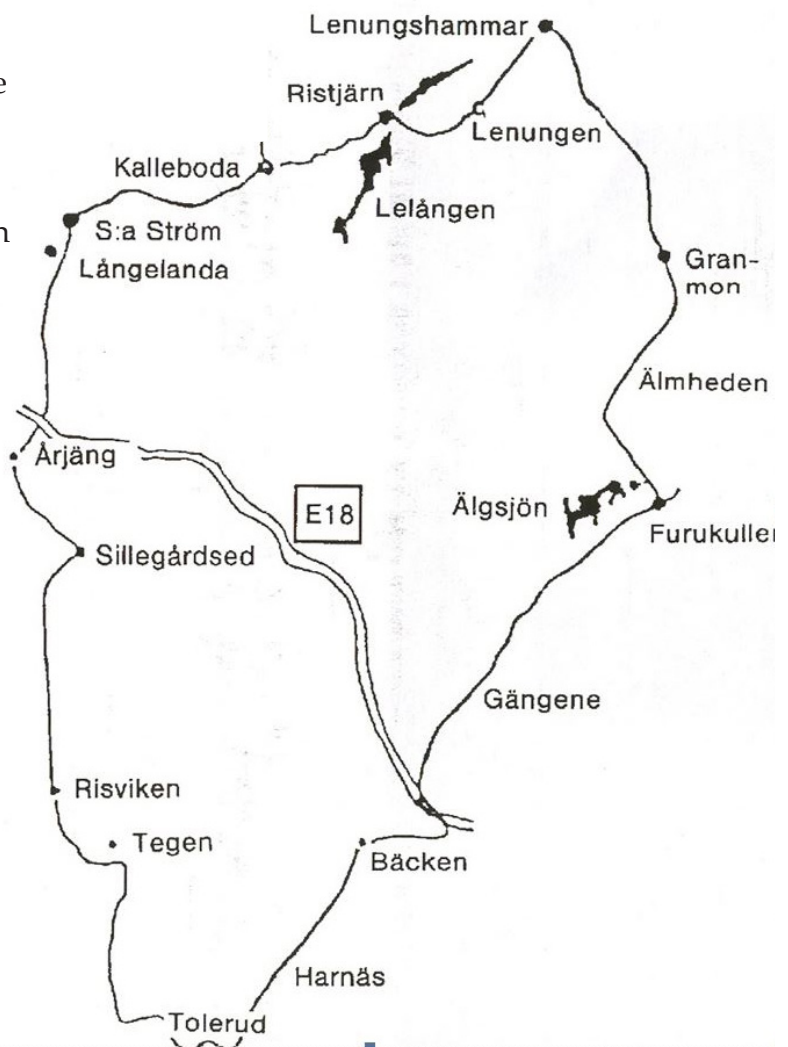 Lenungshammar
e
Ristjärn
Lenungen
Kalleboda
Lelången
n
S:a Ström
Långelanda
Gran-
mon
Älmheden
Årjäng
Älgsjön
E18
Furukuller
Sillegårdsed
Gängene
Risviken
Tegen
Bäcken
Harnäs
Tolerud